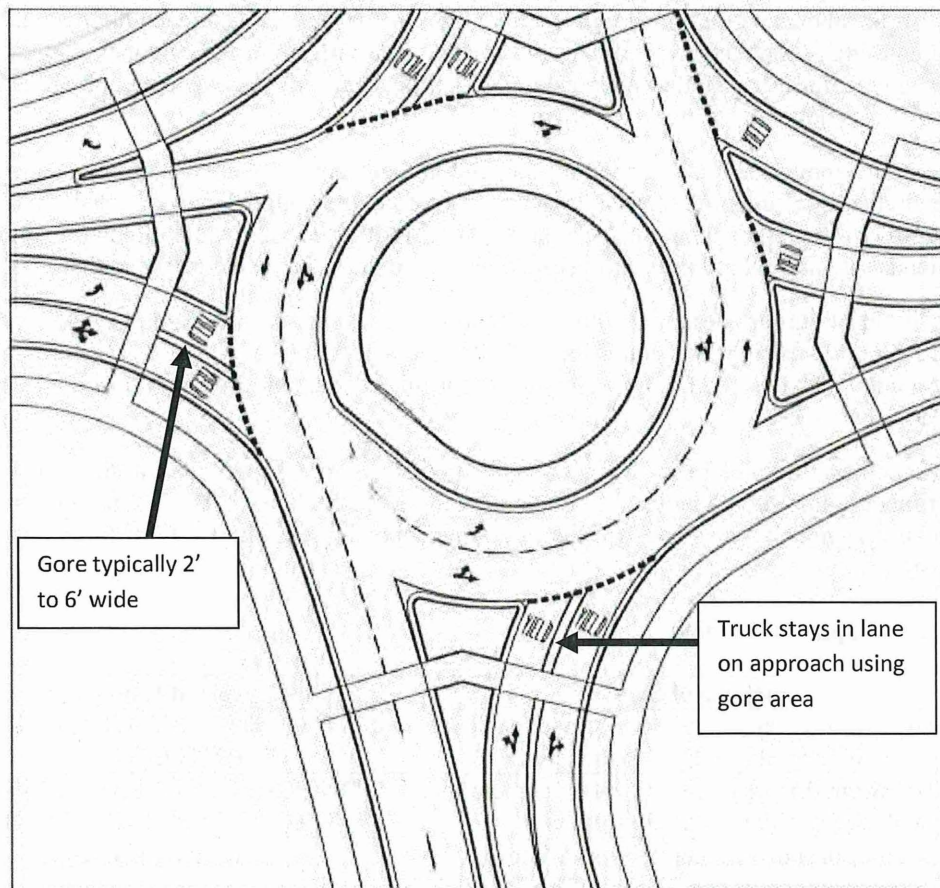 Gore typically 2’
to 6’ wide
Truck stays in lane
on approach using
gore area